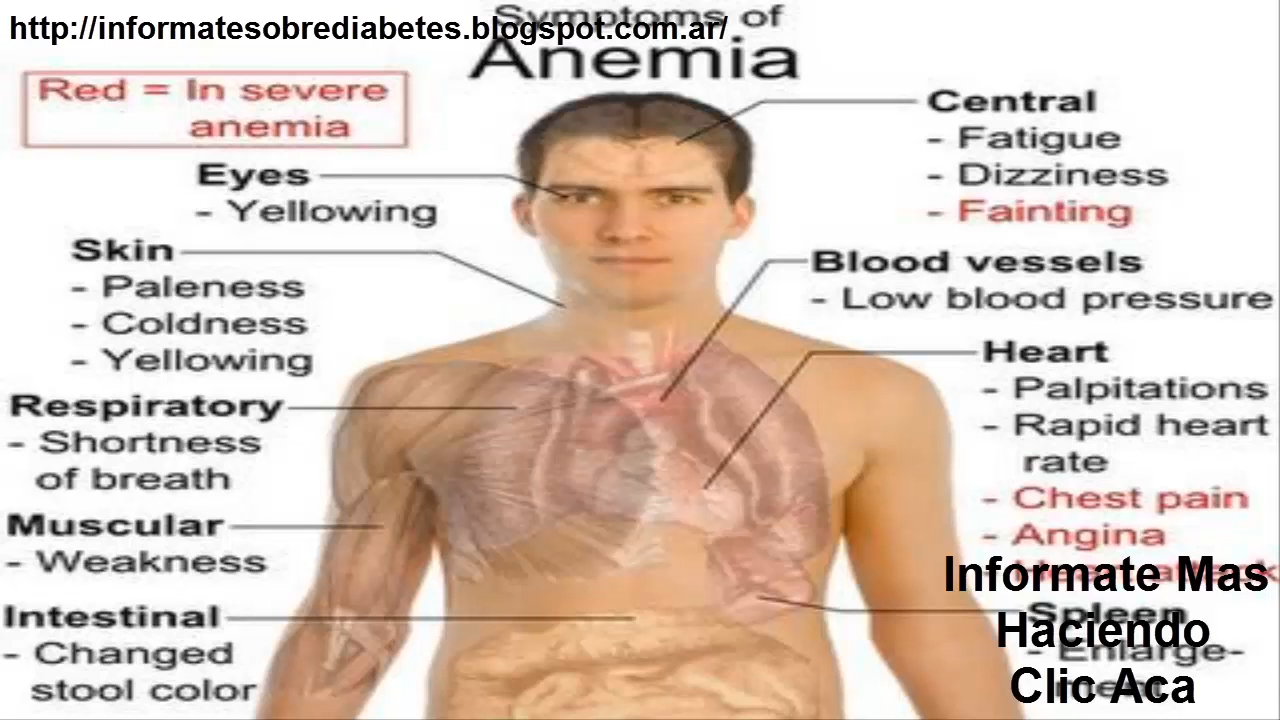 http://informatesobrediabetes.blogspot.com.ar/
Symptoms of
Anemia
Red = In severe
anemia
Eyes
- Yellowing
Skin
- Paleness
- Coldness
- Yellowing
Respiratory
- Shortness
of breath
Muscular
- Weakness
Intestinal
- Changed
stool color
Central
- Fatigue
- Dizziness
- Fainting
Blood vessels
- Low blood pressure
Heart
- Palpitations
- Rapid heart
rate
- Chest pain
- Angina
Spleen
- Enlarge-
Informate Mas
Haciendo
Clic Aca